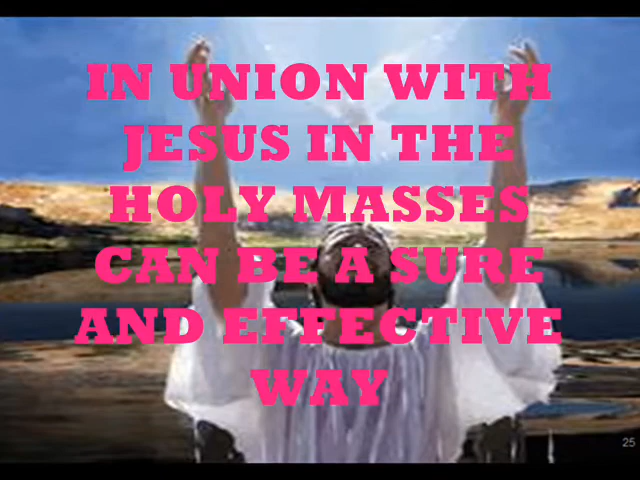 IN UNION WITH
JESUS IN THE
HOLY MASSES
CAN BE A SURE
AND EFFECTIVE
WAY
25